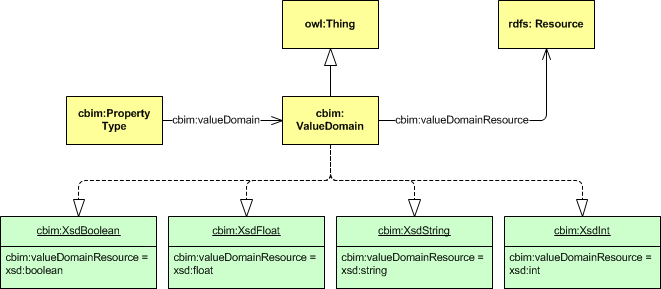 owl:Thing
rdfs: Resource
cbim:Property
Type
cbim:valueDomain
cbim:
ValueDomain
cbim:valueDomainResource
cbim:XsdBoolean
cbim:valueDomainResource =
xsd:boolean
cbim:XsdFloat
cbim:valueDomainResource =
xsd:float
cbim:XsdString
cbim:valueDomainResource =
xsd:string
cbim:XsdInt
cbim:valueDomainResource =
xsd:int